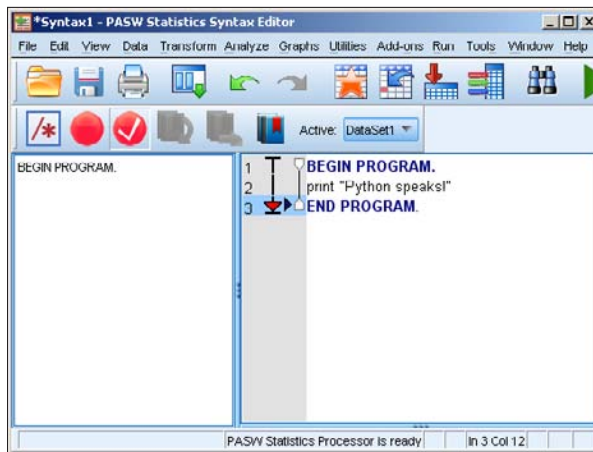 *Syntax1 - PASW Statistics Syntax Editor
File Edit View Data Transform Analyze Graphs Utilities Add-ons Run Tools Window Help
Active: DataSet1
BEGIN PROGRAM.
1 BEGIN PROGRAM.
2 print "Python speaks!"
3 END PROGRAM.
PASW Statistics Processor is ready In 3 Col 12